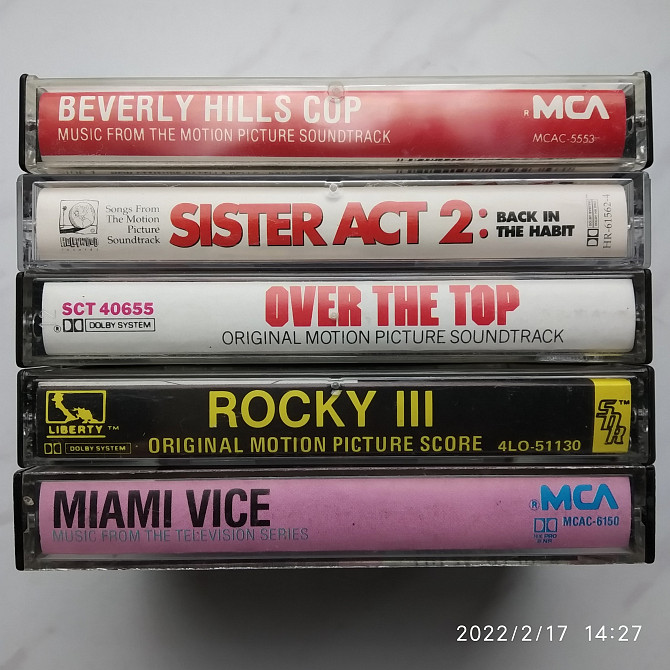 BEVERLY HILLS COP
MUSIC FROM THE MOTION PICTURE SOUNDTRACK
® MCA
MCAC-5553
Songs From
The Motion
Picture
Soundtrack
SISTER ACT 2:
BACK IN
THE HABIT
HR-61562-4
SCT 40655
® DOLBY SYSTEM
OVER THE TOP
ORIGINAL MOTION PICTURE SOUNDTRACK
LIBERTY™
DOLBY SYSTEM
ROCKY III
ORIGINAL MOTION PICTURE SCORE
4LO-51130
SDR™
MIAMI VICE
MUSIC FROM THE TELEVISION SERIES
® MCA
MCAC-6150
2022/2/17 14:27